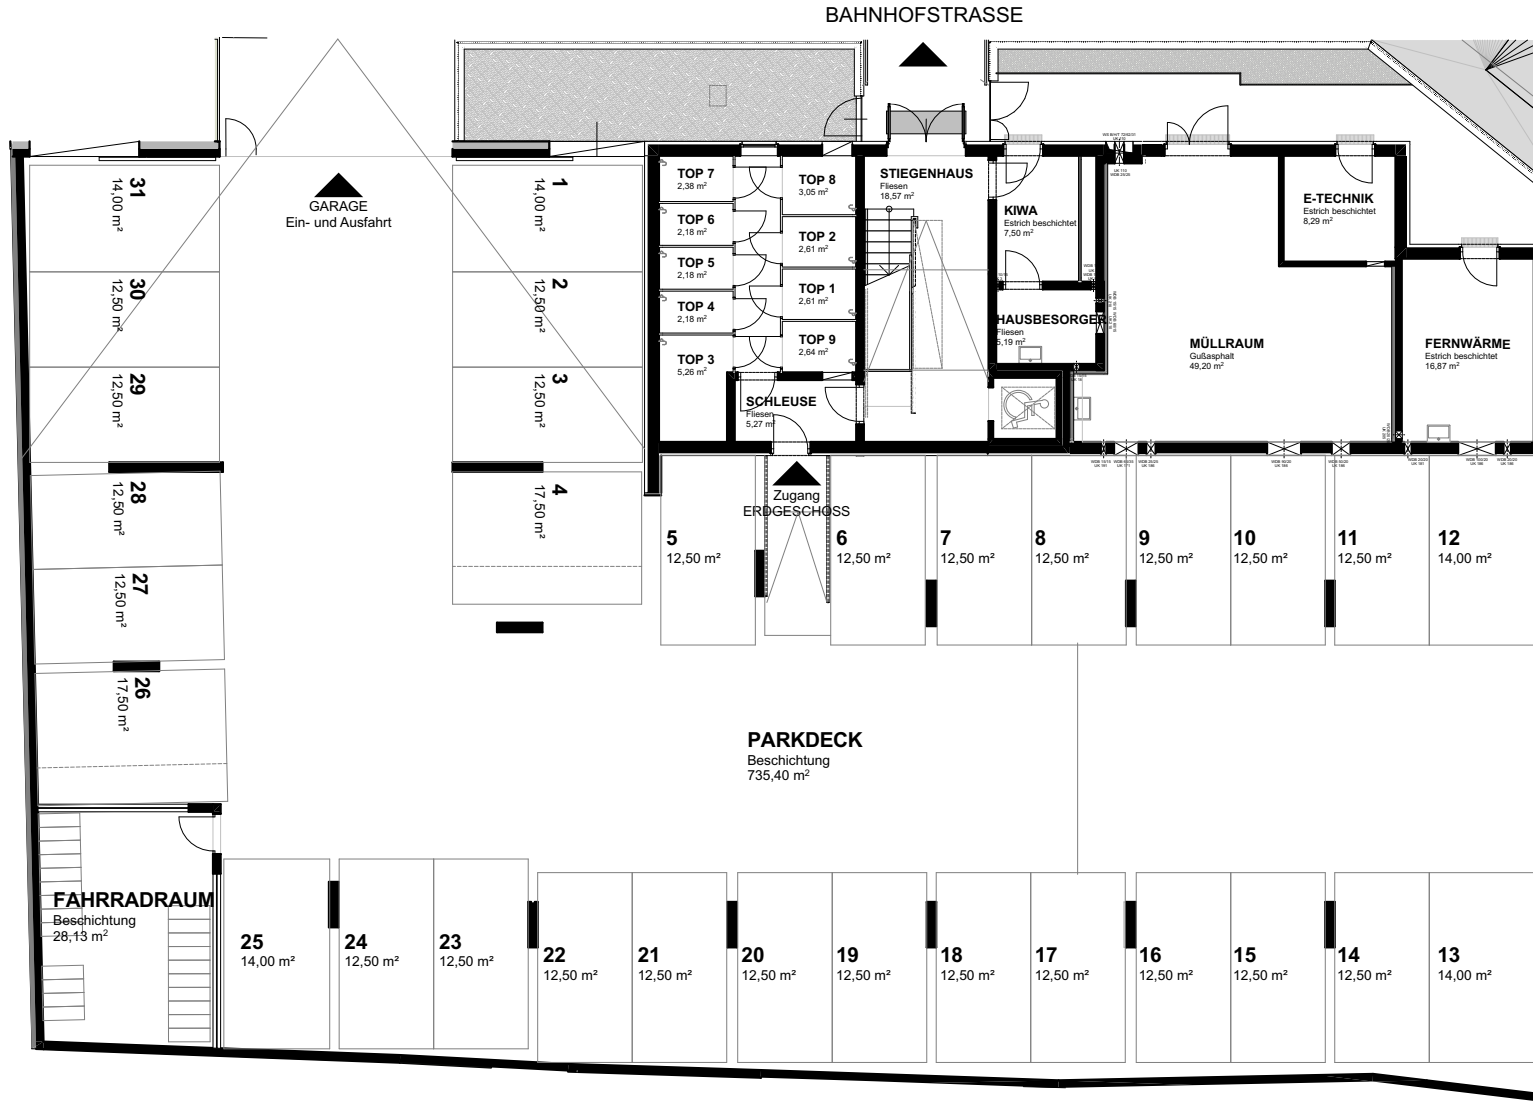 BAHNHOFSTRASSE
GARAGE
Ein- und Ausfahrt
31
14,00 m²
30
12,50 m²
29
12,50 m²
28
12,50 m²
27
12,50 m²
26
17,50 m²
1
14,00 m²
2
12,50 m²
3
12,50 m²
4
17,50 m²
TOP 7
2,38 m²
TOP 6
2,18 m²
TOP 5
2,18 m²
TOP 4
2,18 m²
TOP 3
5,26 m²
TOP 8
3,05 m²
TOP 2
2,61 m²
TOP 1
2,61 m²
TOP 9
2,64 m²
SCHLEUSE
Fliesen
5,27 m²
STIEGENHAUS
Fliesen
18,57 m²
KIWA
Estrich beschichtet
7,50 m²
HAUSBESORGER
Fliesen
5,19 m²
MÜLLRAUM
Gußasphalt
49,20 m²
E-TECHNIK
Estrich beschichtet
8,29 m²
FERNWÄRME
Estrich beschichtet
16,87 m²
Zugang
ERDGESCHOSS
5
12,50 m²
6
12,50 m²
7
12,50 m²
8
12,50 m²
9
12,50 m²
10
12,50 m²
11
12,50 m²
12
14,00 m²
PARKDECK
Beschichtung
735,40 m²
FAHRRADRAUM
Beschichtung
28,13 m²
25
14,00 m²
24
12,50 m²
23
12,50 m²
22
12,50 m²
21
12,50 m²
20
12,50 m²
19
12,50 m²
18
12,50 m²
17
12,50 m²
16
12,50 m²
15
12,50 m²
14
12,50 m²
13
14,00 m²